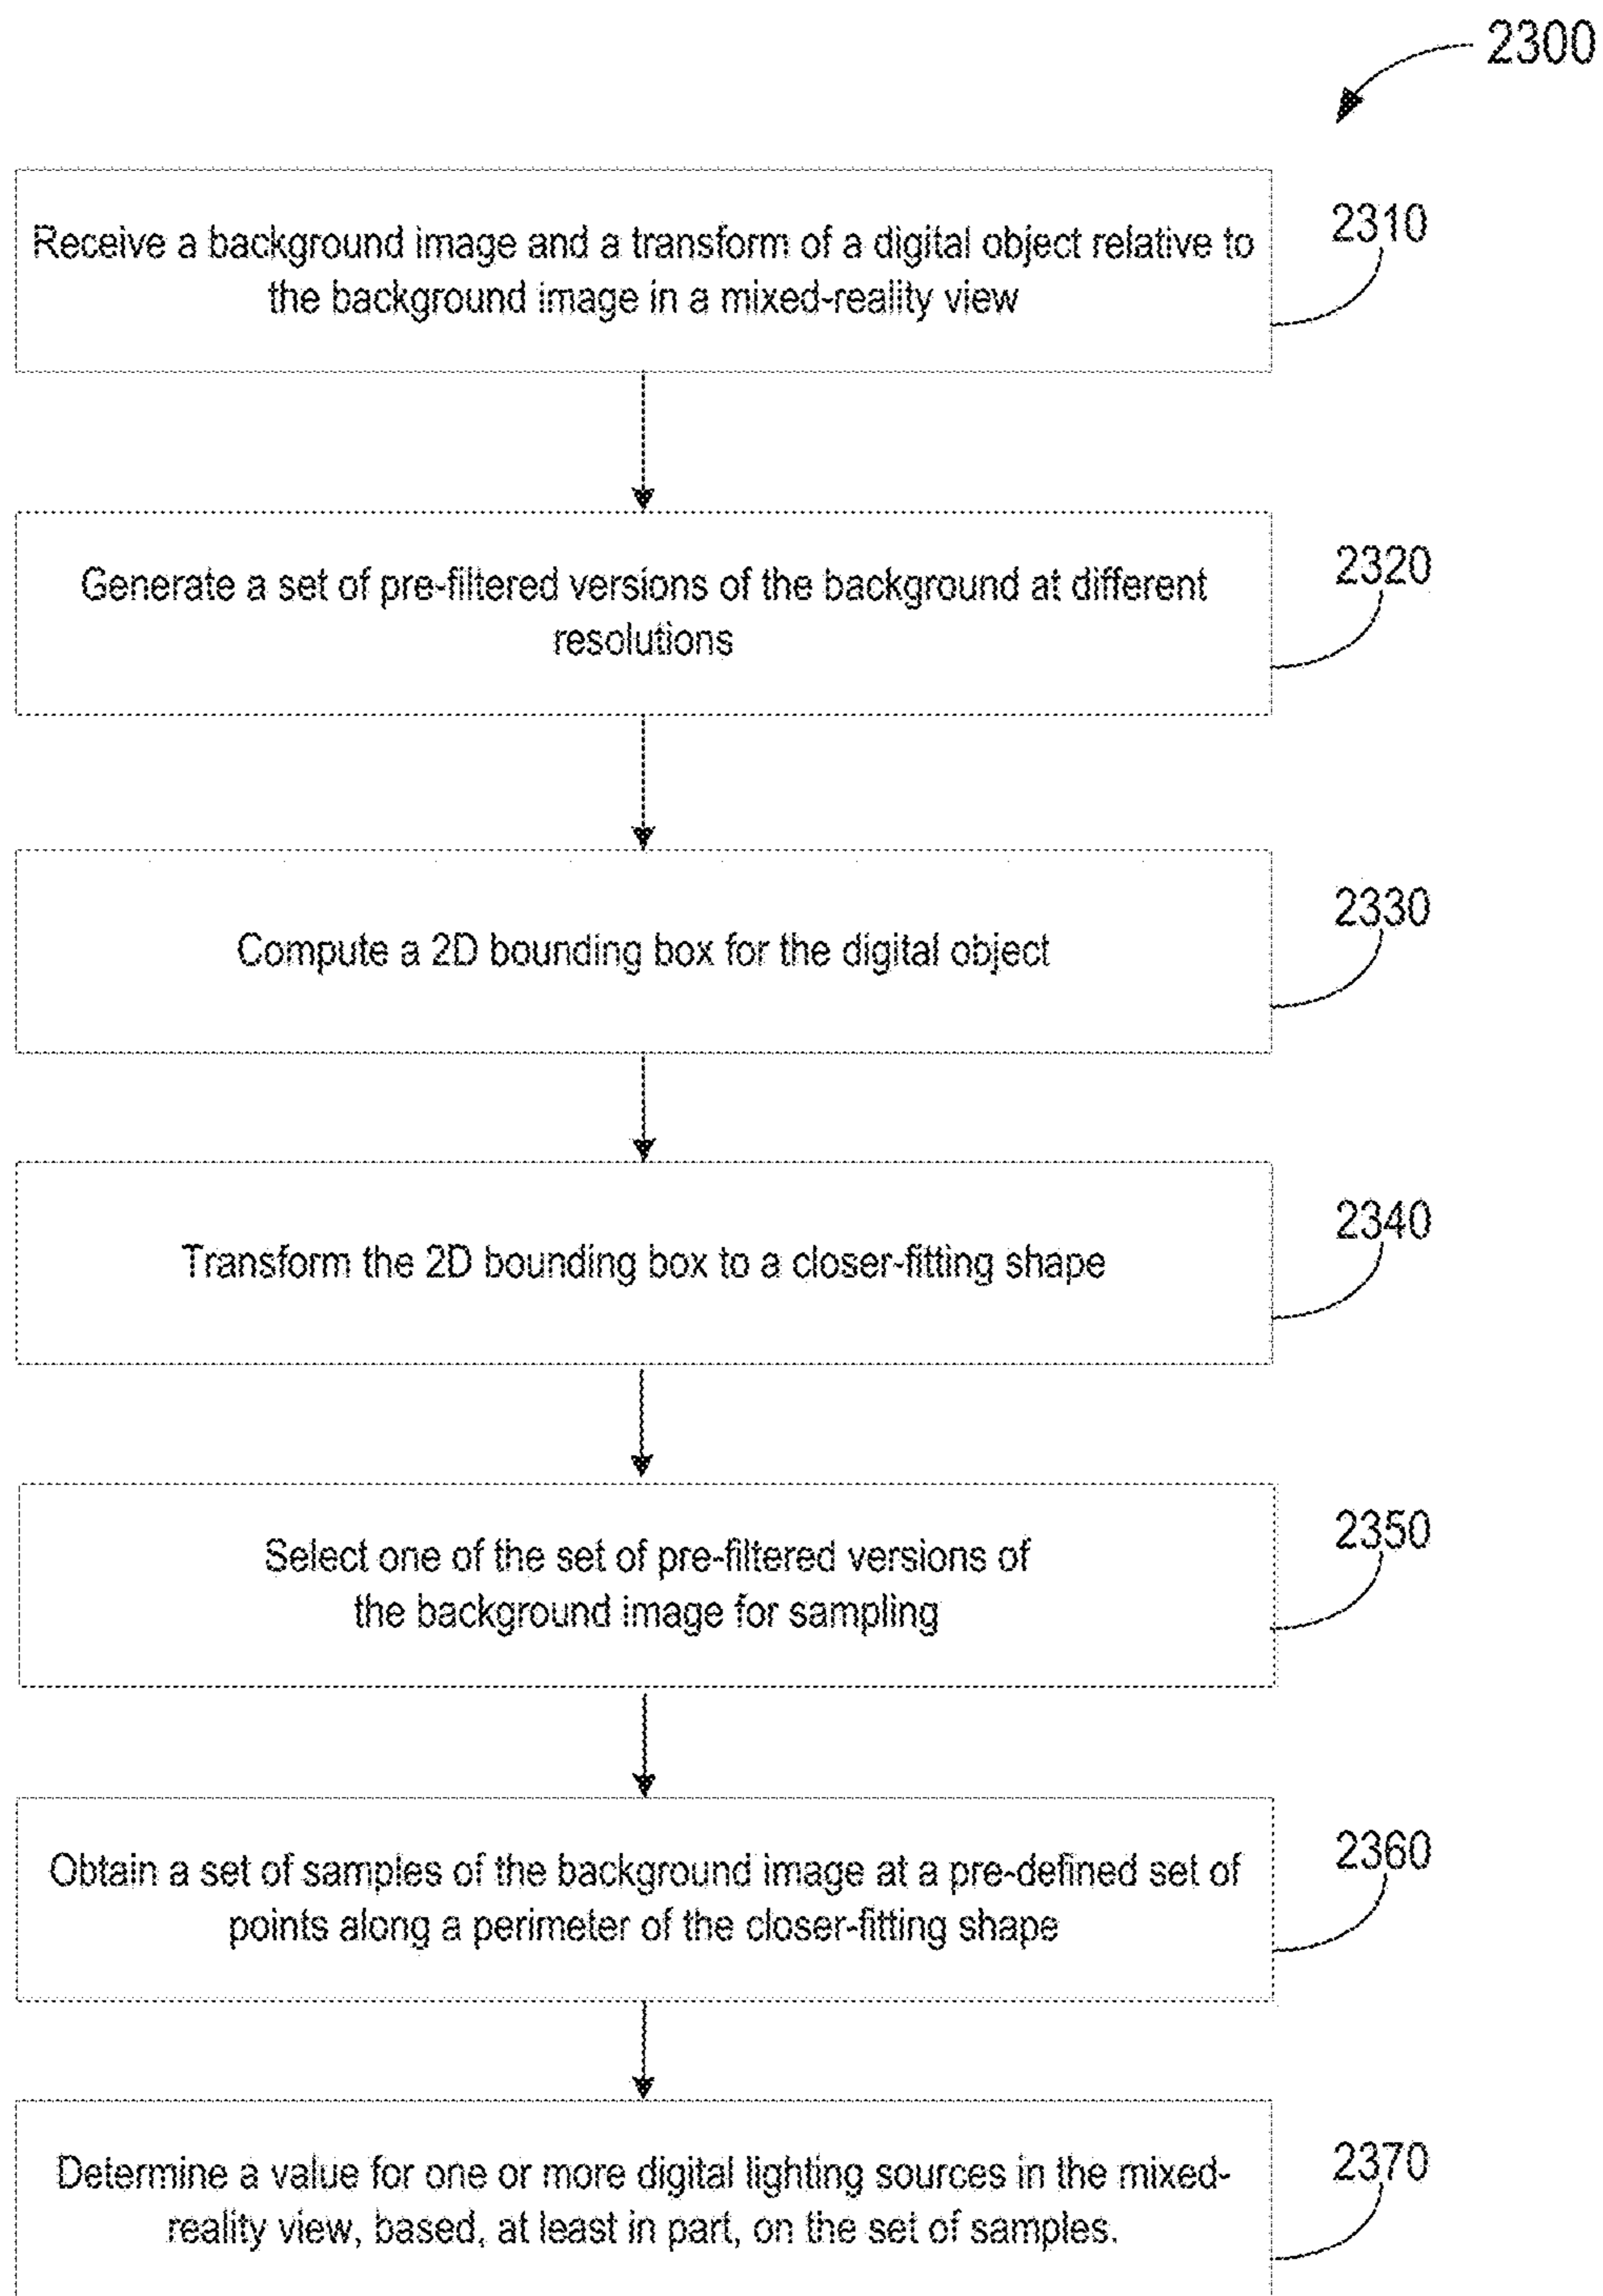 2300
Receive a background image and a transform of a digital object relative to
the background image in a mixed-reality view
2310
Generate a set of pre-filtered versions of the background at different
resolutions
2320
Compute a 2D bounding box for the digital object
2330
Transform the 2D bounding box to a closer-fitting shape
2340
Select one of the set of pre-filtered versions of
the background image for sampling
2350
Obtain a set of samples of the background image at a pre-defined set of
points along a perimeter of the closer-fitting shape
2360
Determine a value for one or more digital lighting sources in the mixed-
reality view, based, at least in part, on the set of samples.
2370